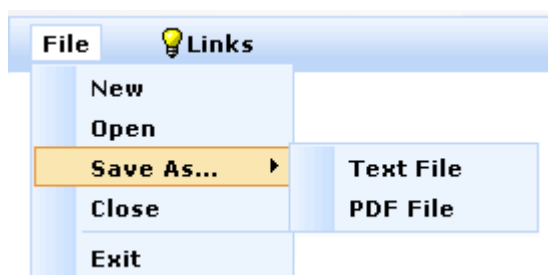 File Links
New
Open
Save As...
Text File
Close
PDF File
Exit